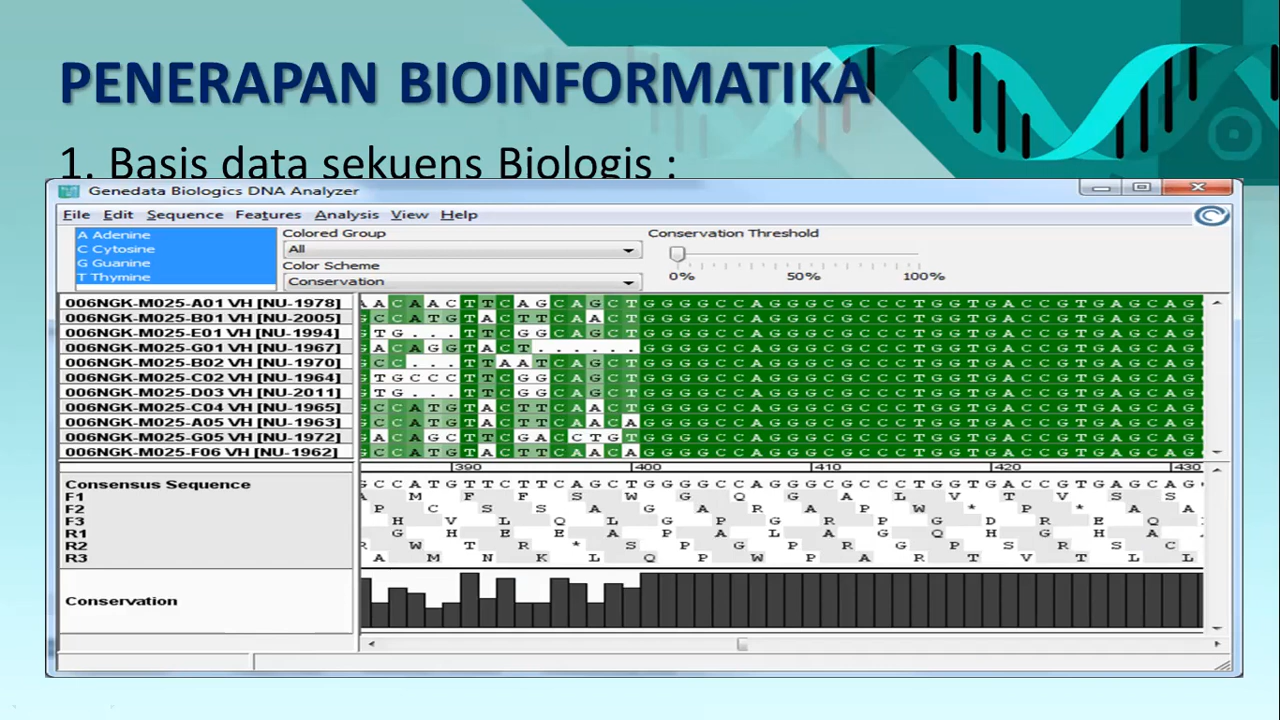 PENERAPAN BIOINFORMATIKA
1. Basis data sekuens Biologis :
Genedata Biologics DNA Analyzer
File Edit Sequence Features Analysis View Help
A Adenine
C Cytosine
G Guanine
T Thymine
Colored Group
All
Color Scheme
Conservation
Conservation Threshold
0% 50% 100%
006NGK-M025-A01 VH [NU-1978] A A C A A C T T C A G C A G C T G G G G C C A G G G C G C C C T G G T G A C C G T G A G C A G
006NGK-M025-B01 VH [NU-2005] G C C A T G T A C T T C A A C T G G G G C C A G G G C G C C C T G G T G A C C G T G A G C A G
006NGK-M025-E01 VH [NU-1994] G T G . . . T T C G G C A G C T G G G G C C A G G G C G C C C T G G T G A C C G T G A G C A G
006NGK-M025-G01 VH [NU-1967] G A C A G G T A C T . . . . . . G G G G C C A G G G C G C C C T G G T G A C C G T G A G C A G
006NGK-M025-B02 VH [NU-1970] G C C . . . T T A A T C A G C T G G G G C C A G G G C G C C C T G G T G A C C G T G A G C A G
006NGK-M025-C02 VH [NU-1964] G T G C C C T T C G G C A G C T G G G G C C A G G G C G C C C T G G T G A C C G T G A G C A G
006NGK-M025-D03 VH [NU-2011] G T G . . . T T C G G C A G C T G G G G C C A G G G C G C C C T G G T G A C C G T G A G C A G
006NGK-M025-C04 VH [NU-1965] G C C A T G T A C T T C A A C T G G G G C C A G G G C G C C C T G G T G A C C G T G A G C A G
006NGK-M025-A05 VH [NU-1963] G C C A T G T A C T T C A A C A G G G G C C A G G G C G C C C T G G T G A C C G T G A G C A G
006NGK-M025-G05 VH [NU-1972] G A C A G C T T C G A C C T G T G G G G C C A G G G C G C C C T G G T G A C C G T G A G C A G
006NGK-M025-F06 VH [NU-1962] G C C A T G T A C T T C A A C A G G G G C C A G G G C G C C C T G G T G A C C G T G A G C A G
390 400 410 420 430
Consensus Sequence G C C A T G T T C T T C A G C T G G G G C C A G G G C G C C C T G G T G A C C G T G A G C A G
F1 A M F F S W G Q G A L V T V S S
F2 P C S S A G A R A P W * P * A A
F3 H V L Q L G P G R P G D R E Q
R1 G H E E A P A L A G Q H G H A
R2 R W T R * S P G P R G P S R S C
R3 A M N K L Q P W P A R T V T L L
Conservation